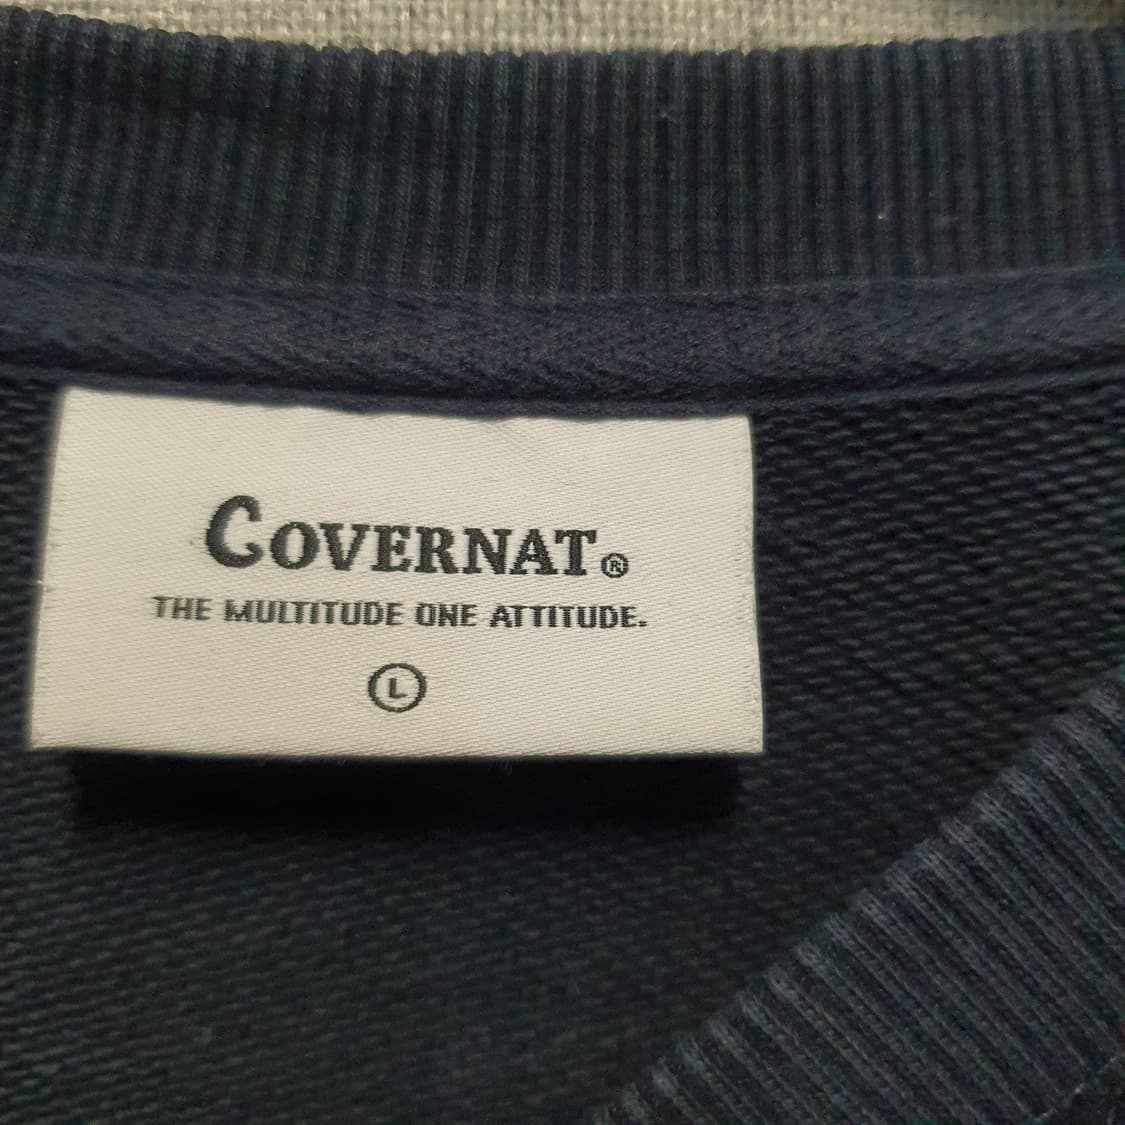 COVERNAT®
THE MULTITUDE ONE ATTITUDE.
L